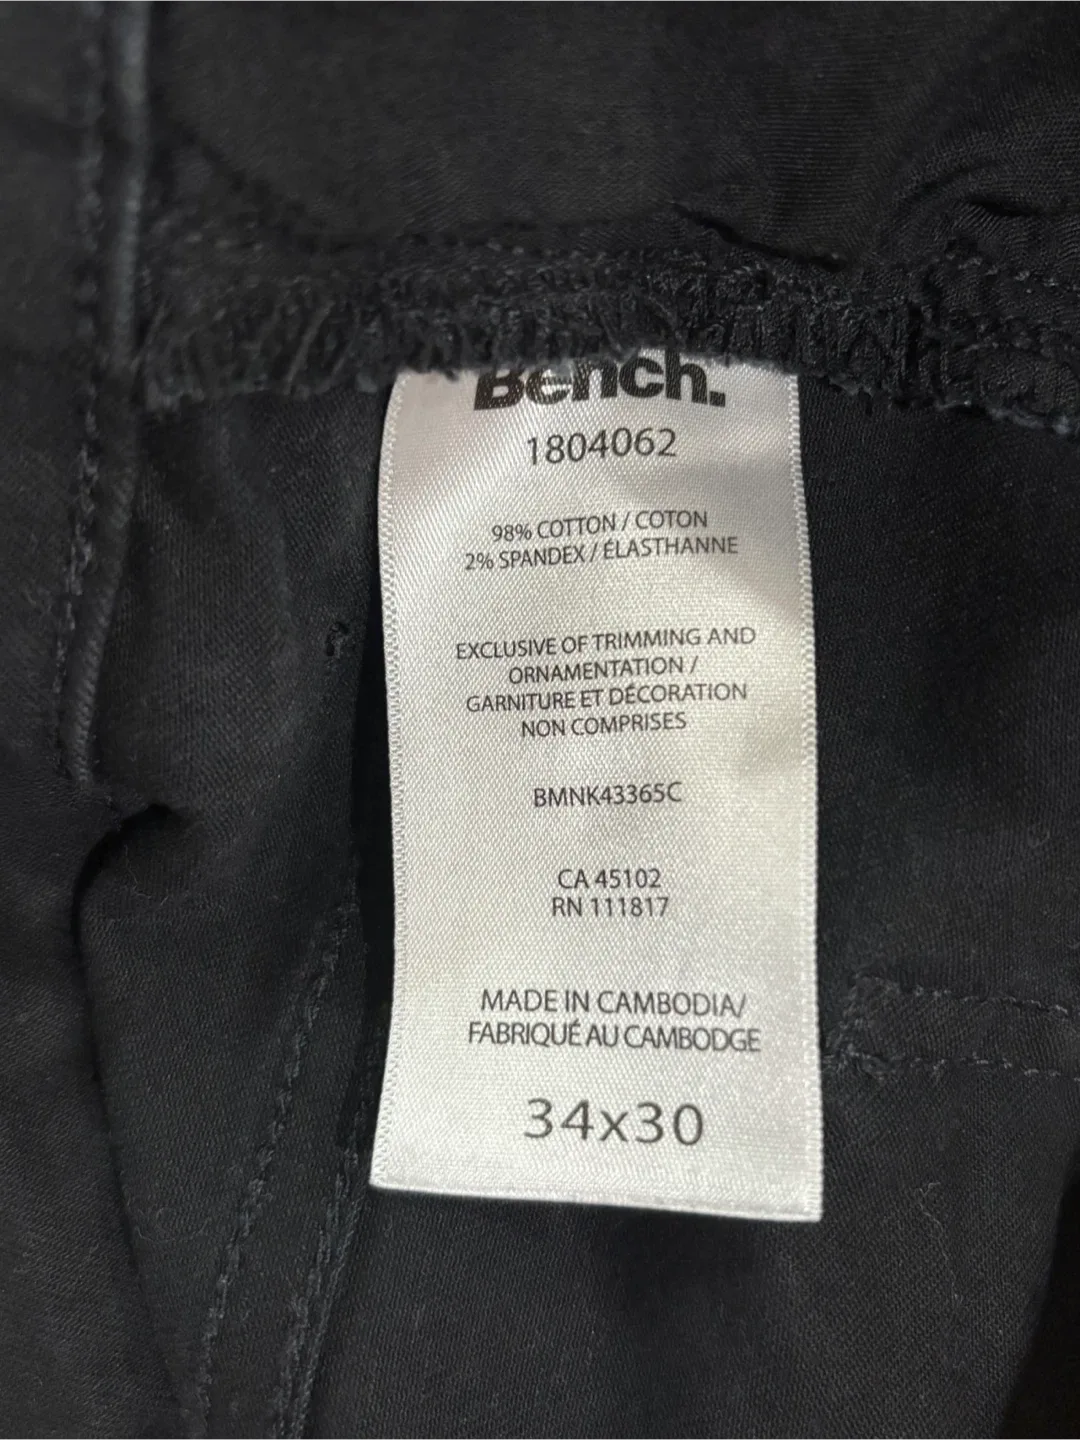 Bench.
1804062
98% COTTON / COTON
2% SPANDEX / ÉLASTHANNE
EXCLUSIVE OF TRIMMING AND
ORNAMENTATION /
GARNITURE ET DÉCORATION
NON COMPRISES
BMNK43365C
CA 45102
RN 111817
MADE IN CAMBODIA/
FABRIQUÉ AU CAMBODGE
34x30